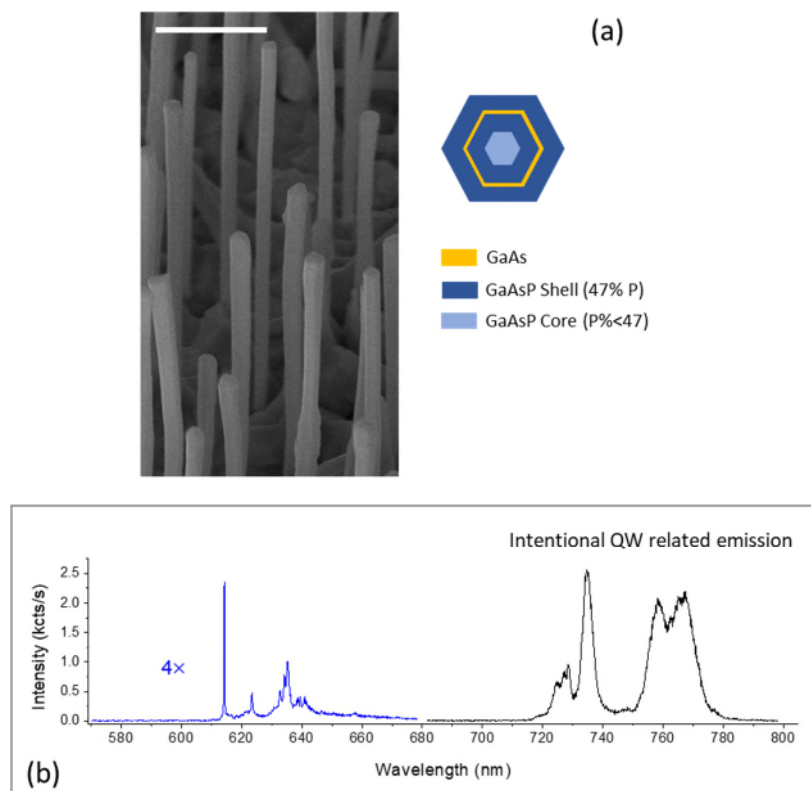 (a)
GaAs
GaAsP Shell (47% P)
GaAsP Core (P%<47)
Intentional QW related emission
Intensity (kcts/s)
2.5
2.0
1.5
1.0
0.5
0.0
4×
580 600 620 640 660 680 700 720 740 760 780 800
Wavelength (nm)
(b)